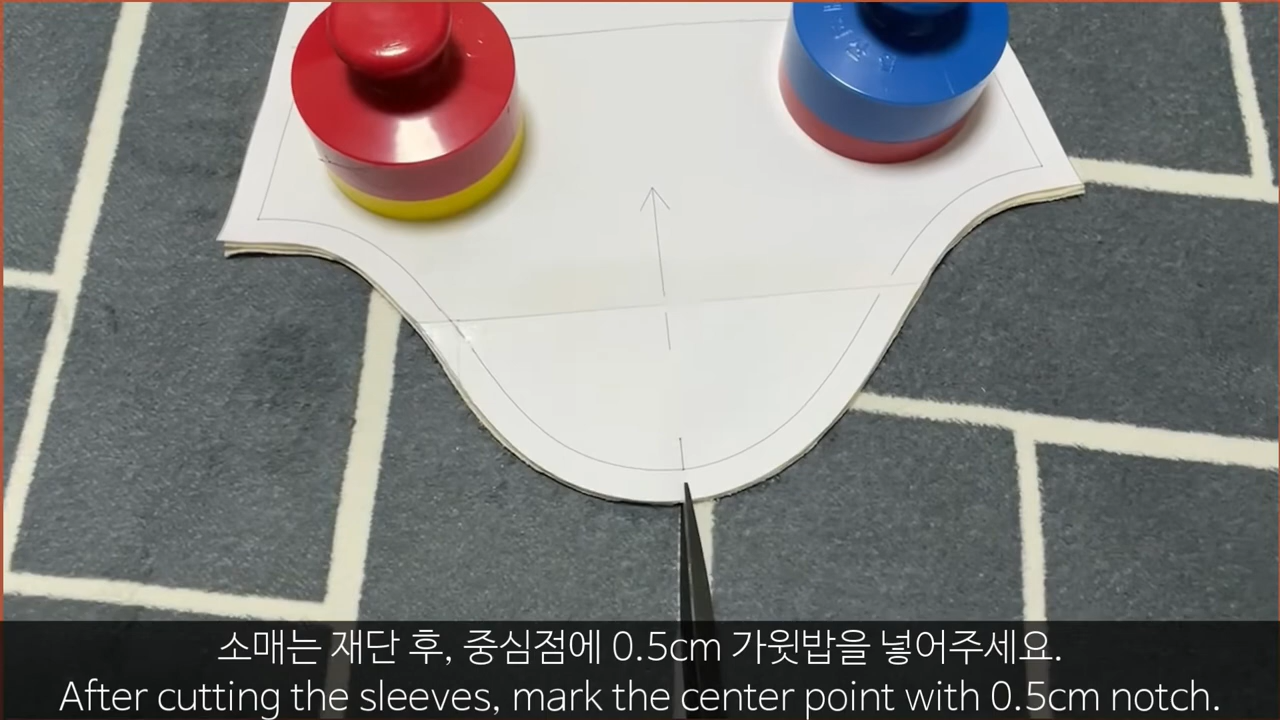 소매는 재단 후, 중심점에 0.5cm 가윗밥을 넣어주세요.
After cutting the sleeves, mark the center point with 0.5cm notch.